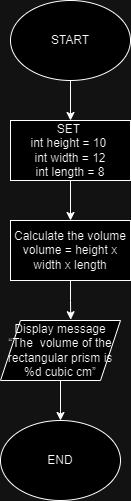 START
SET
int height = 10
int width = 12
int length = 8
Calculate the volume
volume = height x
width x length
Display message
“The  volume of the
rectangular prism is
%d cubic cm”
END